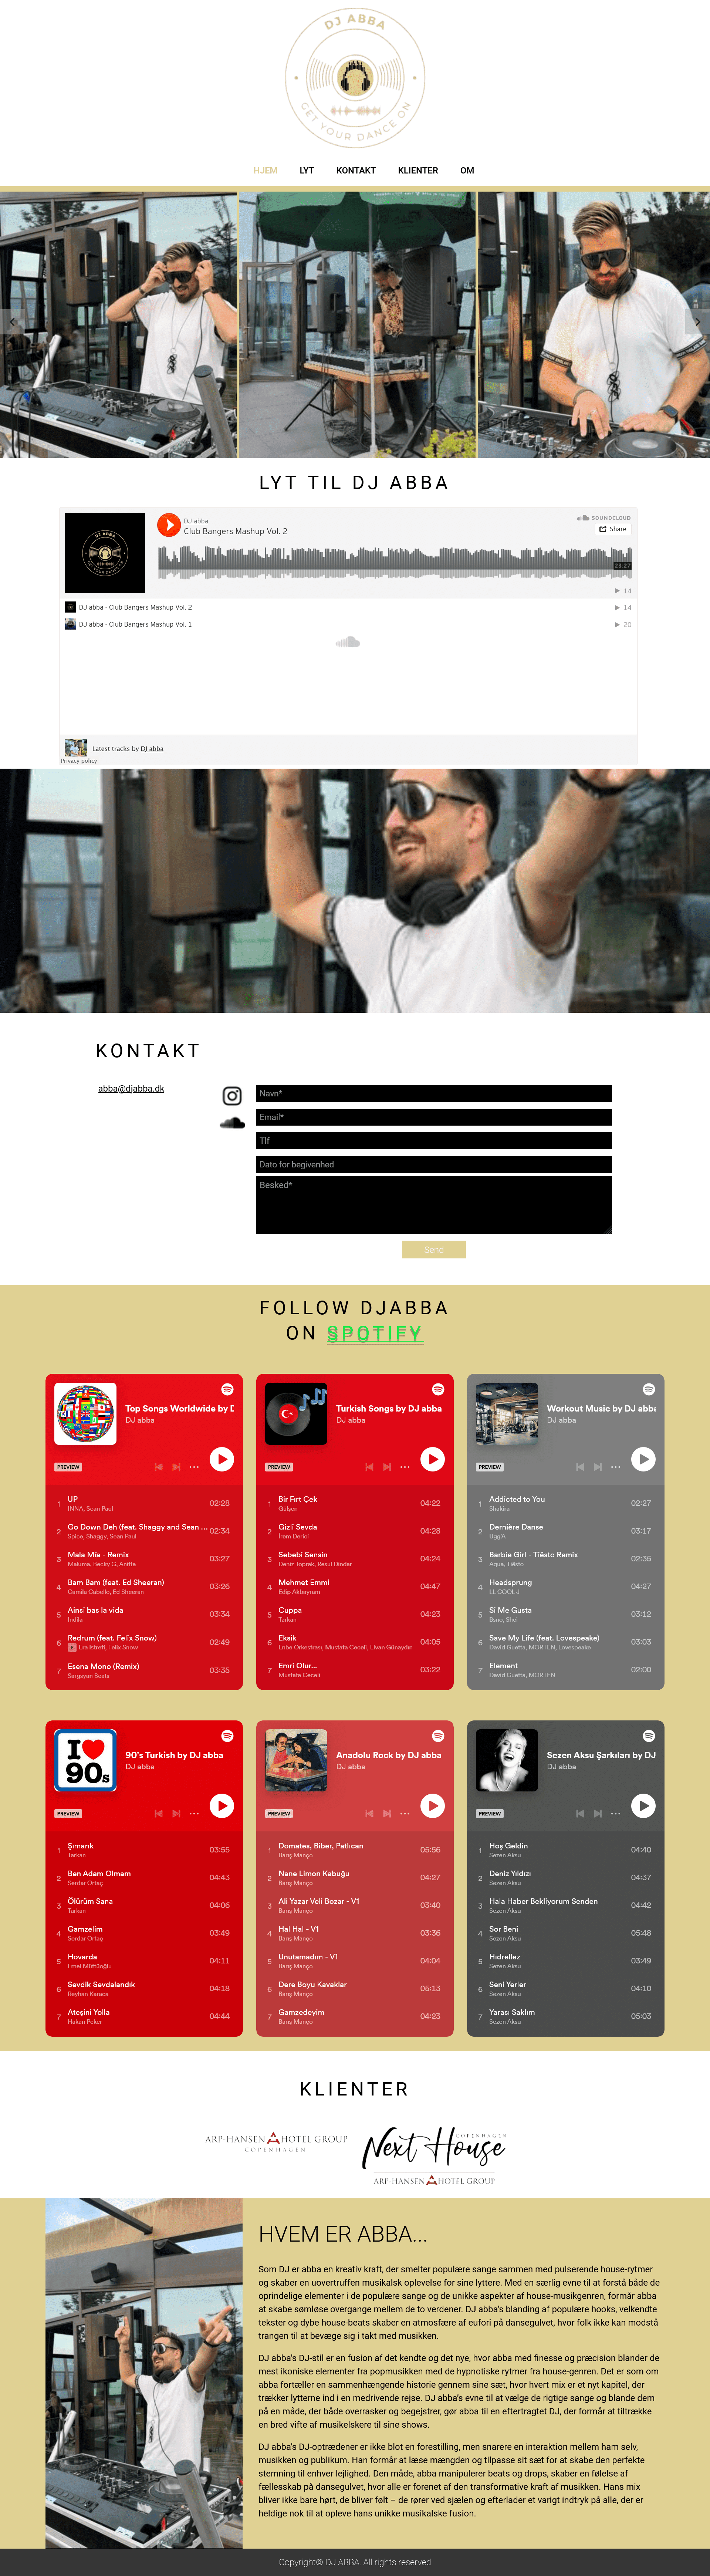 DJ ABBA
GET YOUR DANCE ON
HJEM LYT KONTAKT KLIENTER OM
LYT TIL DJ ABBA
DJ abba
Club Bangers Mashup Vol. 2
SOUNDCLOUD
Share
23:27
14
DJ abba - Club Bangers Mashup Vol. 2 14
DJ abba - Club Bangers Mashup Vol. 1 20
Latest tracks by DJ abba
Privacy policy
KONTAKT
abba@djabba.dk
Navn*
Email*
Tlf
Dato for begivenhed
Besked*
Send
FOLLOW DJABBA
ON SPOTIFY
Top Songs Worldwide by D
DJ abba
PREVIEW
1 UP 02:28
INNA, Sean Paul
2 Go Down Deh (feat. Shaggy and Sean ... 02:34
Spice, Shaggy, Sean Paul
3 Mala Mía - Remix 03:27
Maluma, Becky G, Anitta
4 Bam Bam (feat. Ed Sheeran) 03:26
Camila Cabello, Ed Sheeran
5 Ainsi bas la vida 03:34
Indila
6 Redrum (feat. Felix Snow) 02:49
E Era Istrefi, Felix Snow
7 Esena Mono (Remix) 03:35
Sargsyan Beats
Turkish Songs by DJ abba
DJ abba
PREVIEW
1 Bir Fırt Çek 04:22
Gülşen
2 Gizli Sevda 04:28
İrem Derici
3 Sebebi Sensin 04:24
Deniz Toprak, Resul Dindar
4 Mehmet Emmi 04:47
Edip Akbayram
5 Cuppa 04:23
Tarkan
6 Eksik 04:05
Enbe Orkestrası, Mustafa Ceceli, Elvan Günaydın
7 Emri Olur... 03:22
Mustafa Ceceli
Workout Music by DJ abba
DJ abba
PREVIEW
1 Addicted to You 02:27
Shakira
2 Dernière Danse 03:17
Ugg'A
3 Barbie Girl - Tiësto Remix 02:35
Aqua, Tiësto
4 Headsprung 04:27
LL COOL J
5 Si Me Gusta 03:12
Beno, Shei
6 Save My Life (feat. Lovespeake) 03:03
David Guetta, MORTEN, Lovespeake
7 Element 02:00
David Guetta, MORTEN
I
90s
90's Turkish by DJ abba
DJ abba
PREVIEW
1 Şımarık 03:55
Tarkan
2 Ben Adam Olmam 04:43
Serdar Ortaç
3 Ölürüm Sana 04:06
Tarkan
4 Gamzelim 03:49
Serdar Ortaç
5 Hovarda 04:11
Emel Müftüoğlu
6 Sevdik Sevdalandık 04:18
Reyhan Karaca
7 Ateşini Yolla 04:44
Hakan Peker
Anadolu Rock by DJ abba
DJ abba
PREVIEW
1 Domates, Biber, Patlıcan 05:56
Barış Manço
2 Nane Limon Kabuğu 04:27
Barış Manço
3 Ali Yazar Veli Bozar - V1 03:40
Barış Manço
4 Hal Hal - V1 03:36
Barış Manço
5 Unutamadım - V1 04:04
Barış Manço
6 Dere Boyu Kavaklar 05:13
Barış Manço
7 Gamzedeyim 04:23
Barış Manço
Sezen Aksu Şarkıları by DJ
DJ abba
PREVIEW
1 Hoş Geldin 04:40
Sezen Aksu
2 Deniz Yıldızı 04:37
Sezen Aksu
3 Hala Haber Bekliyorum Senden 04:42
Sezen Aksu
4 Sor Beni 05:48
Sezen Aksu
5 Hıdrellez 03:49
Sezen Aksu
6 Seni Yerler 04:10
Sezen Aksu
7 Yarası Saklım 05:03
Sezen Aksu
KLIENTER
ARP-HANSEN HOTEL GROUP
COPENHAGEN
COPENHAGEN
Next House
ARP-HANSEN HOTEL GROUP
HVEM ER ABBA...
Som DJ er abba en kreativ kraft, der smelter populære sange sammen med pulserende house-rytmer
og skaber en uovertruffen musikalsk oplevelse for sine lyttere. Med en særlig evne til at forstå både de
oprindelige elementer i de populære sange og de unikke aspekter af house-musikgenren, formår abba
at skabe sømløse overgange mellem de to verdener. DJ abba's blanding af populære hooks, velkendte
tekster og dybe house-beats skaber en atmosfære af eufori på dansegulvet, hvor folk ikke kan modstå
trangen til at bevæge sig i takt med musikken.
DJ abba's DJ-stil er en fusion af det kendte og det nye, hvor abba med finesse og præcision blander de
mest ikoniske elementer fra popmusikken med de hypnotiske rytmer fra house-genren. Det er som om
abba fortæller en sammenhængende historie gennem sine sæt, hvor hvert mix er et nyt kapitel, der
trækker lytterne ind i en medrivende rejse. DJ abba's evne til at vælge de rigtige sange og blande dem
på en måde, der både overrasker og begejstrer, gør abba til en eftertragtet DJ, der formår at tiltrække
en bred vifte af musikelskere til sine shows.
DJ abba's DJ-optrædener er ikke blot en forestilling, men snarere en interaktion mellem ham selv,
musikken og publikum. Han formår at læse mængden og tilpasse sit sæt for at skabe den perfekte
stemning til enhver lejlighed. Den måde, abba manipulerer beats og drops, skaber en følelse af
fællesskab på dansegulvet, hvor alle er forenet af den transformative kraft af musikken. Hans mix
bliver ikke bare hørt, de bliver følt – de rører ved sjælen og efterlader et varigt indtryk på alle, der er
heldige nok til at opleve hans unikke musikalske fusion.
Copyright© DJ ABBA. All rights reserved